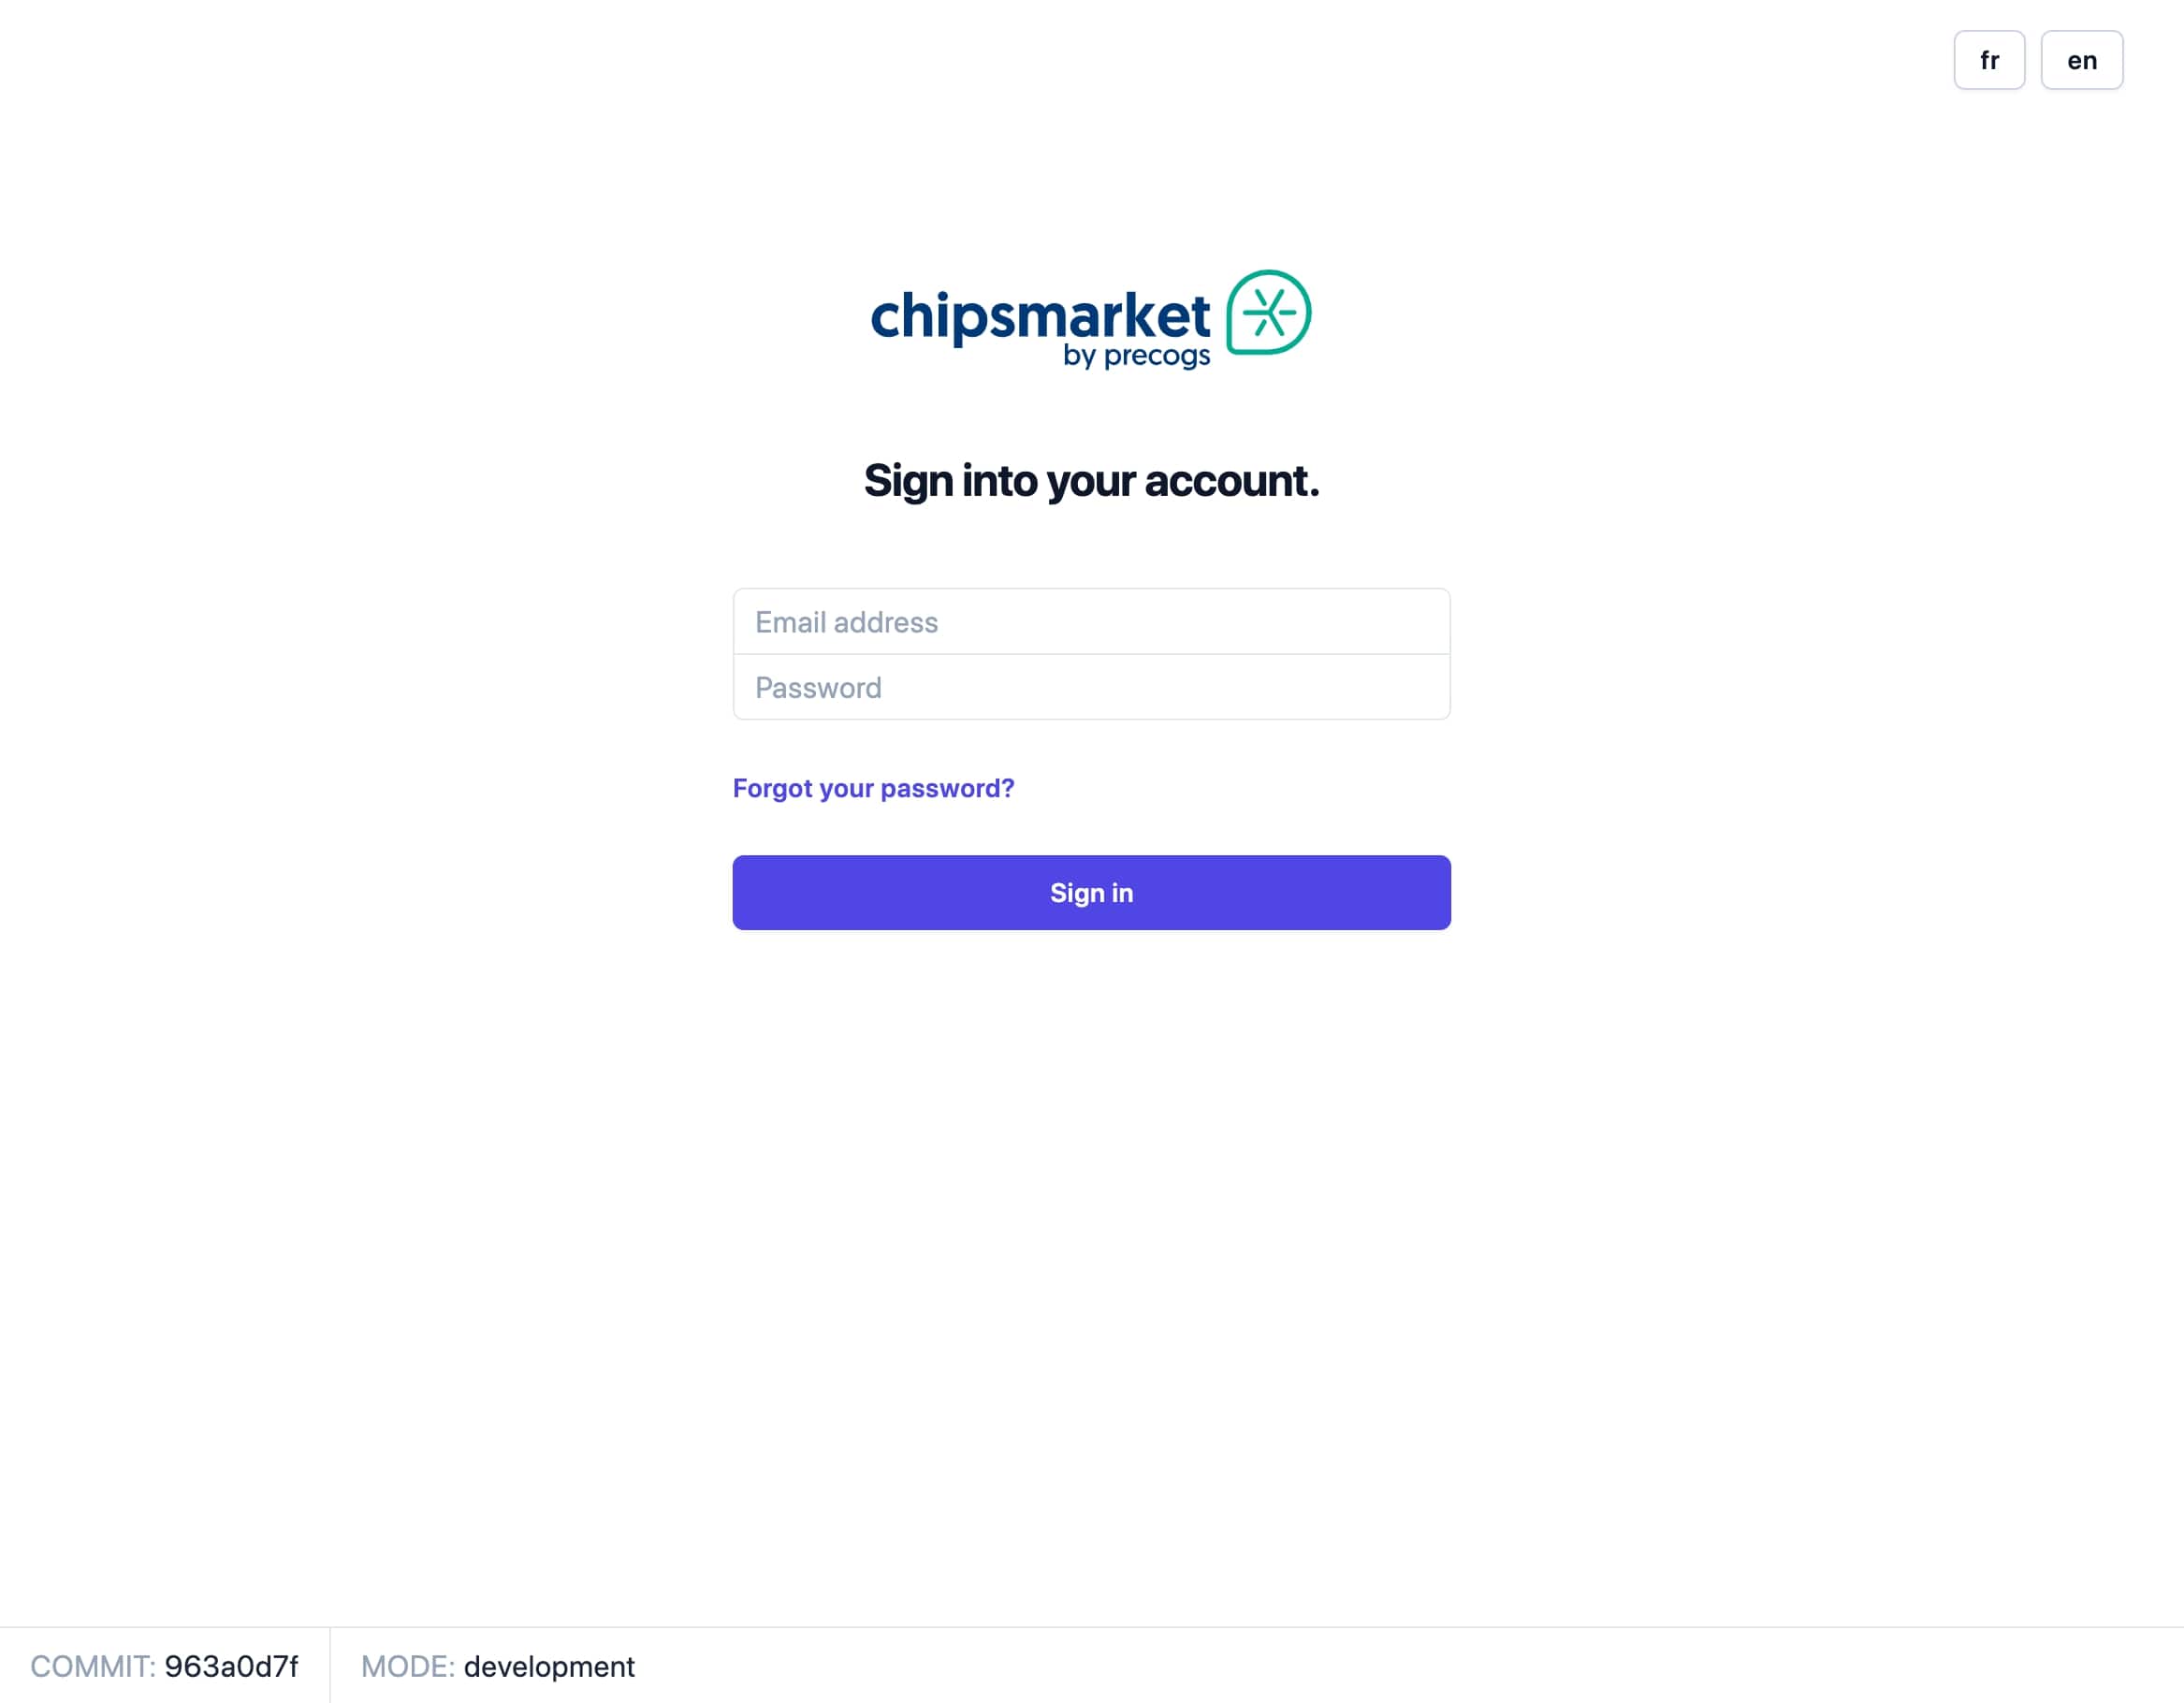 fr en
chipsmarket
by precogs
Sign into your account.
Email address
Password
Forgot your password?
Sign in
COMMIT: 963a0d7f MODE: development